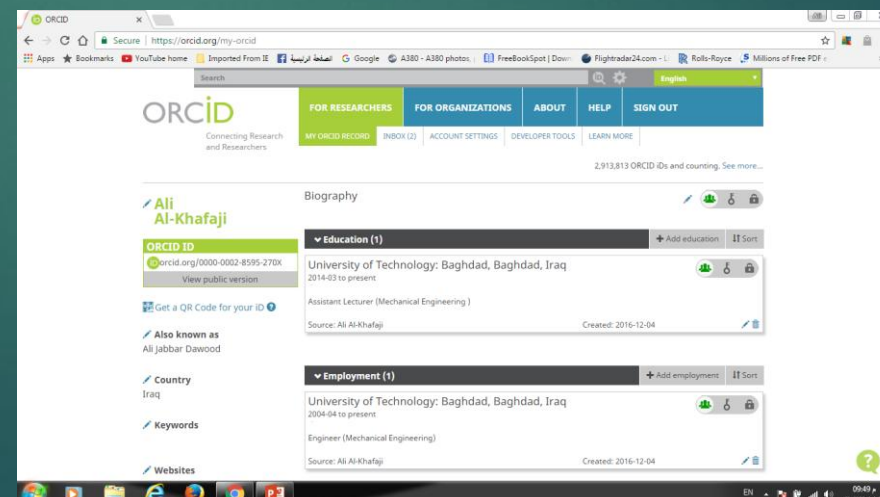 ORCID
Secure | https://orcid.org/my-orcid
Apps Bookmarks YouTube home Imported From IE الصفحة الرئيسية Google A380 - A380 photos, FreeBookSpot | Down Flightradar24.com - Li Rolls-Royce Millions of Free PDF e
Search
English
ORCID
Connecting Research
and Researchers
FOR RESEARCHERS FOR ORGANIZATIONS ABOUT HELP SIGN OUT
MY ORCID RECORD INBOX (2) ACCOUNT SETTINGS DEVELOPER TOOLS LEARN MORE
2,913,813 ORCID iDs and counting. See more...
Ali
Al-Khafaji
ORCID ID
iD orcid.org/0000-0002-8595-270X
View public version
Get a QR Code for your iD
Also known as
Ali Jabbar Dawood
Country
Iraq
Keywords
Websites
Biography
Education (1) Add education Sort
University of Technology: Baghdad, Baghdad, Iraq
2014-03 to present
Assistant Lecturer (Mechanical Engineering )
Source: Ali Al-Khafaji Created: 2016-12-04
Employment (1) Add employment Sort
University of Technology: Baghdad, Baghdad, Iraq
2004-04 to present
Engineer (Mechanical Engineering)
Source: Ali Al-Khafaji Created: 2016-12-04
EN 09:49 م